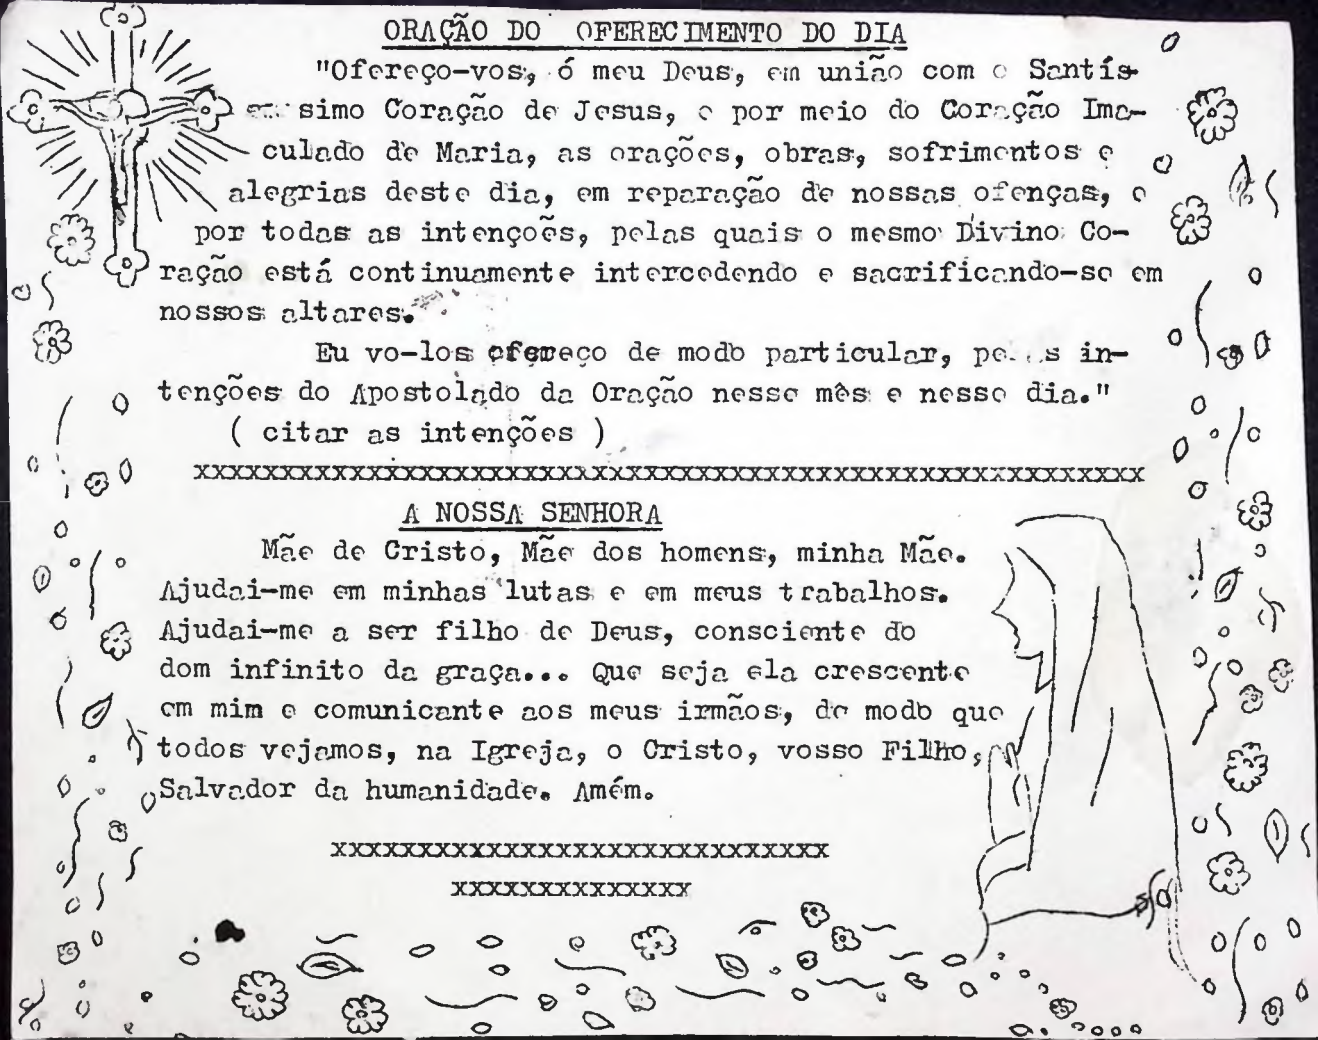 ORAÇÃO DO OFERECIMENTO DO DIA
"Ofereço-vos, ó meu Deus, em união com o Santís-
simo Coração de Jesus, e por meio do Coração Ima-
culado de Maria, as orações, obras, sofrimentos e
alegrias deste dia, em reparação de nossas ofenças, e
por todas as intenções, pelas quais o mesmo Divino Co-
ração está continuamente intercedendo e sacrificando-se em
nossos altares.
Eu vo-los ofereço de modo particular, in-
tenções do Apostolado da Oração nesse mês e nesse dia."
( citar as intenções )
xxxxxxxxxxxxxxxxxxxxxxxxxxxxxxxxxxxxxxxxxxxxxxxxxxxxxxxx
A NOSSA SENHORA
Mãe de Cristo, Mãe dos homens, minha Mãe.
Ajudai-me em minhas lutas e em meus trabalhos.
Ajudai-me a ser filho de Deus, consciente do
dom infinito da graça... Que seja ela crescente
em mim e comunicante aos meus irmãos, de modo que
todos vejamos, na Igreja, o Cristo, vosso Filho,
Salvador da humanidade. Amém.
xxxxxxxxxxxxxxxxxxxxxxxxxxxxx
xxxxxxxxxxxxxx